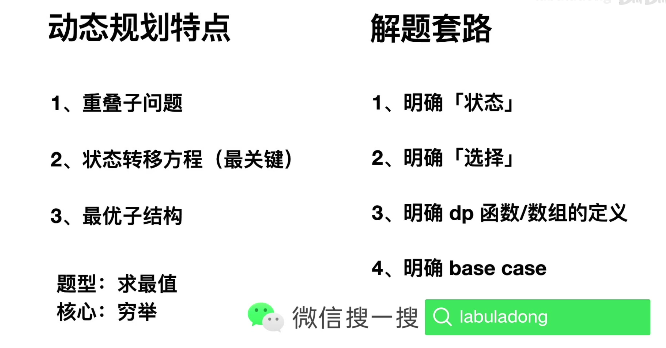 动态规划特点
1、重叠子问题
2、状态转移方程（最关键）
3、最优子结构
题型：求最值
核心：穷举
解题套路
1、明确「状态」
2、明确「选择」
3、明确 dp 函数/数组的定义
4、明确 base case
微信搜一搜
labuladong